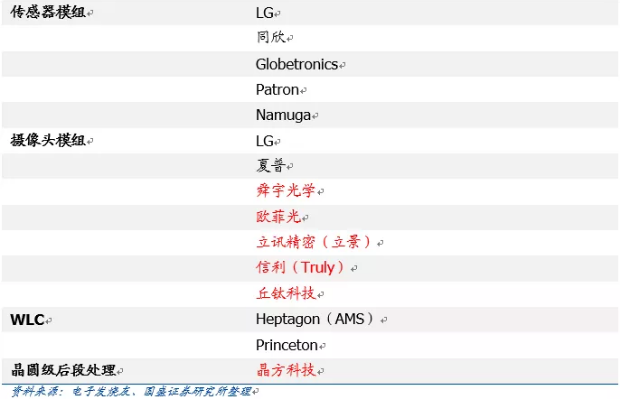 传感器模组 LG
同欣
Globetronics
Patron
Namuga
摄像头模组 LG
夏普
舜宇光学
欧菲光
立讯精密（立景）
信利（Truly）
丘钛科技
WLC Heptagon（AMS）
Princeton
晶圆级后段处理 晶方科技
资料来源：电子发烧友、国盛证券研究所整理